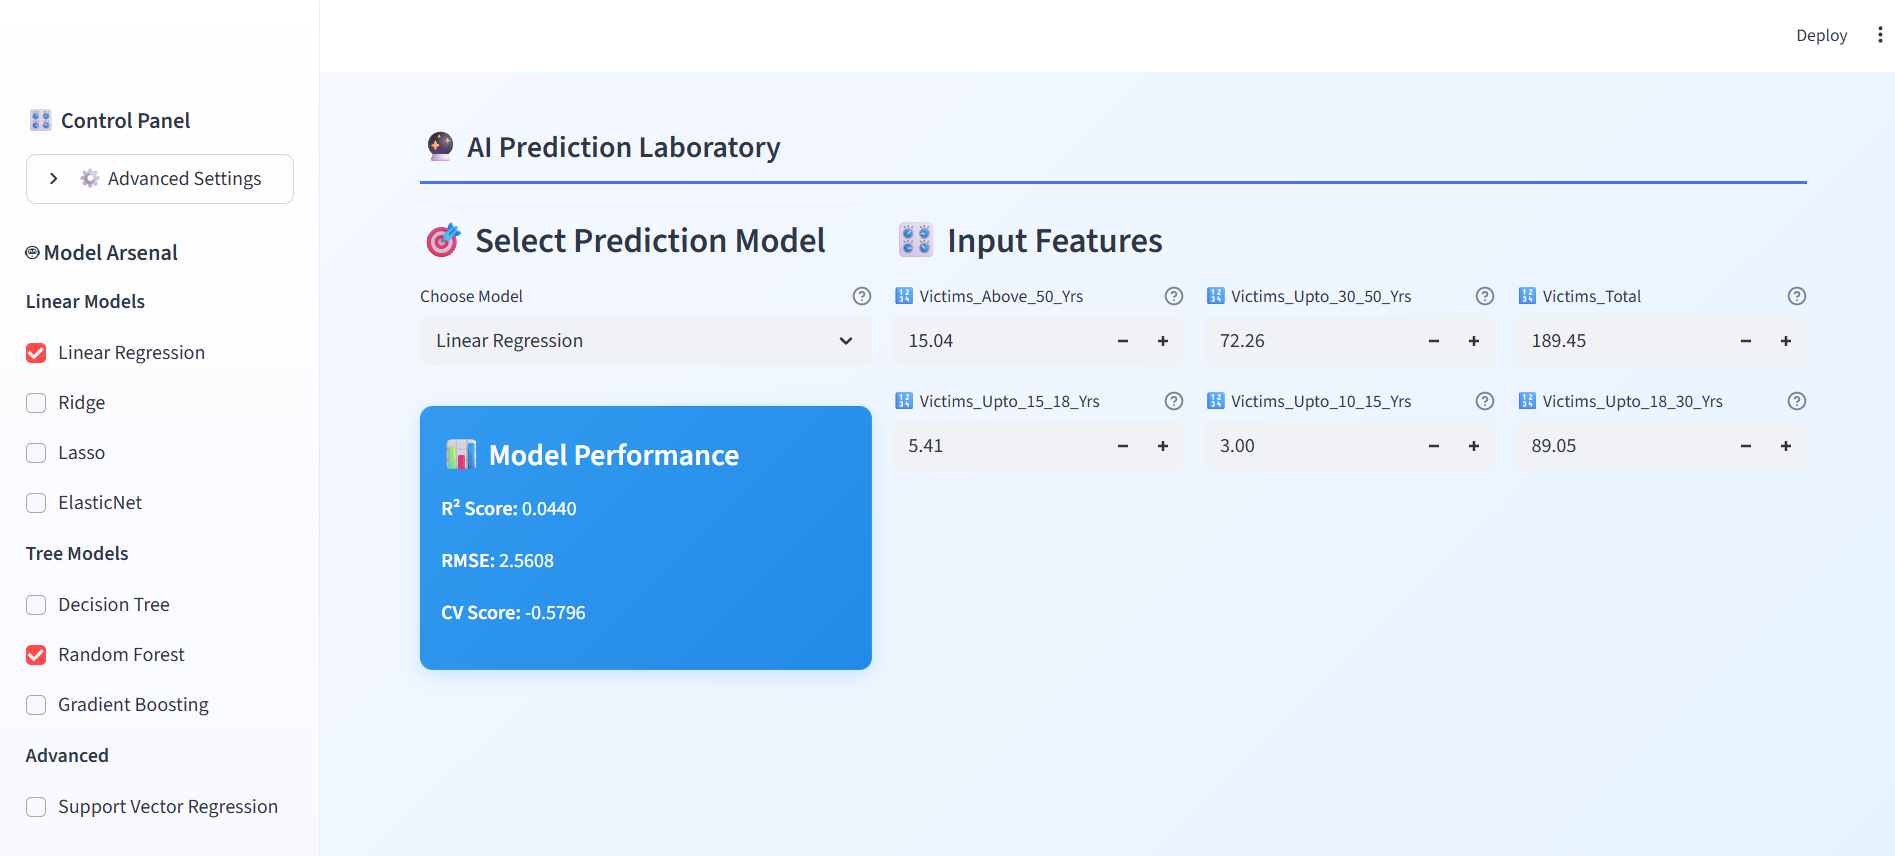 Deploy
Control Panel
Advanced Settings
Model Arsenal
Linear Models
Linear Regression
Ridge
Lasso
ElasticNet
Tree Models
Decision Tree
Random Forest
Gradient Boosting
Advanced
Support Vector Regression
AI Prediction Laboratory
Select Prediction Model
Choose Model
Linear Regression
Model Performance
R² Score: 0.0440
RMSE: 2.5608
CV Score: -0.5796
Input Features
Victims_Above_50_Yrs
15.04
Victims_Upto_30_50_Yrs
72.26
Victims_Total
189.45
Victims_Upto_15_18_Yrs
5.41
Victims_Upto_10_15_Yrs
3.00
Victims_Upto_18_30_Yrs
89.05